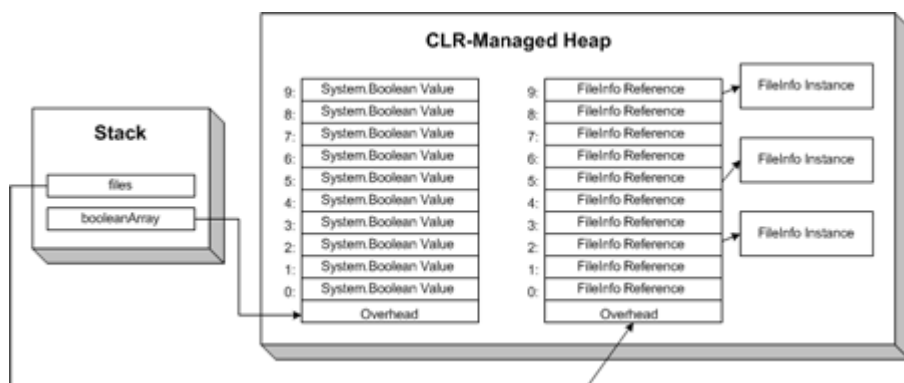 CLR-Managed Heap
Stack
files
booleanArray
9: System.Boolean Value
8: System.Boolean Value
7: System.Boolean Value
6: System.Boolean Value
5: System.Boolean Value
4: System.Boolean Value
3: System.Boolean Value
2: System.Boolean Value
1: System.Boolean Value
0: System.Boolean Value
Overhead
9: FileInfo Reference
8: FileInfo Reference
7: FileInfo Reference
6: FileInfo Reference
5: FileInfo Reference
4: FileInfo Reference
3: FileInfo Reference
2: FileInfo Reference
1: FileInfo Reference
0: FileInfo Reference
Overhead
FileInfo Instance
FileInfo Instance
FileInfo Instance